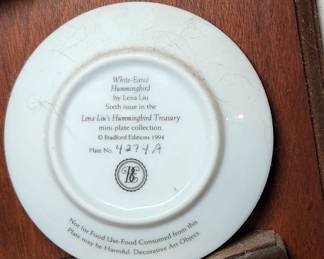 White-Eared
Hummingbird
by Lena Liu
Sixth issue in the
Lena Liu's Hummingbird Treasury
mini-plate collection.
© Bradford Editions 1994
Plate No. 4274A
BE
Not for Food Use-Food Consumed from this
Plate may be Harmful. Decorative Art Object.